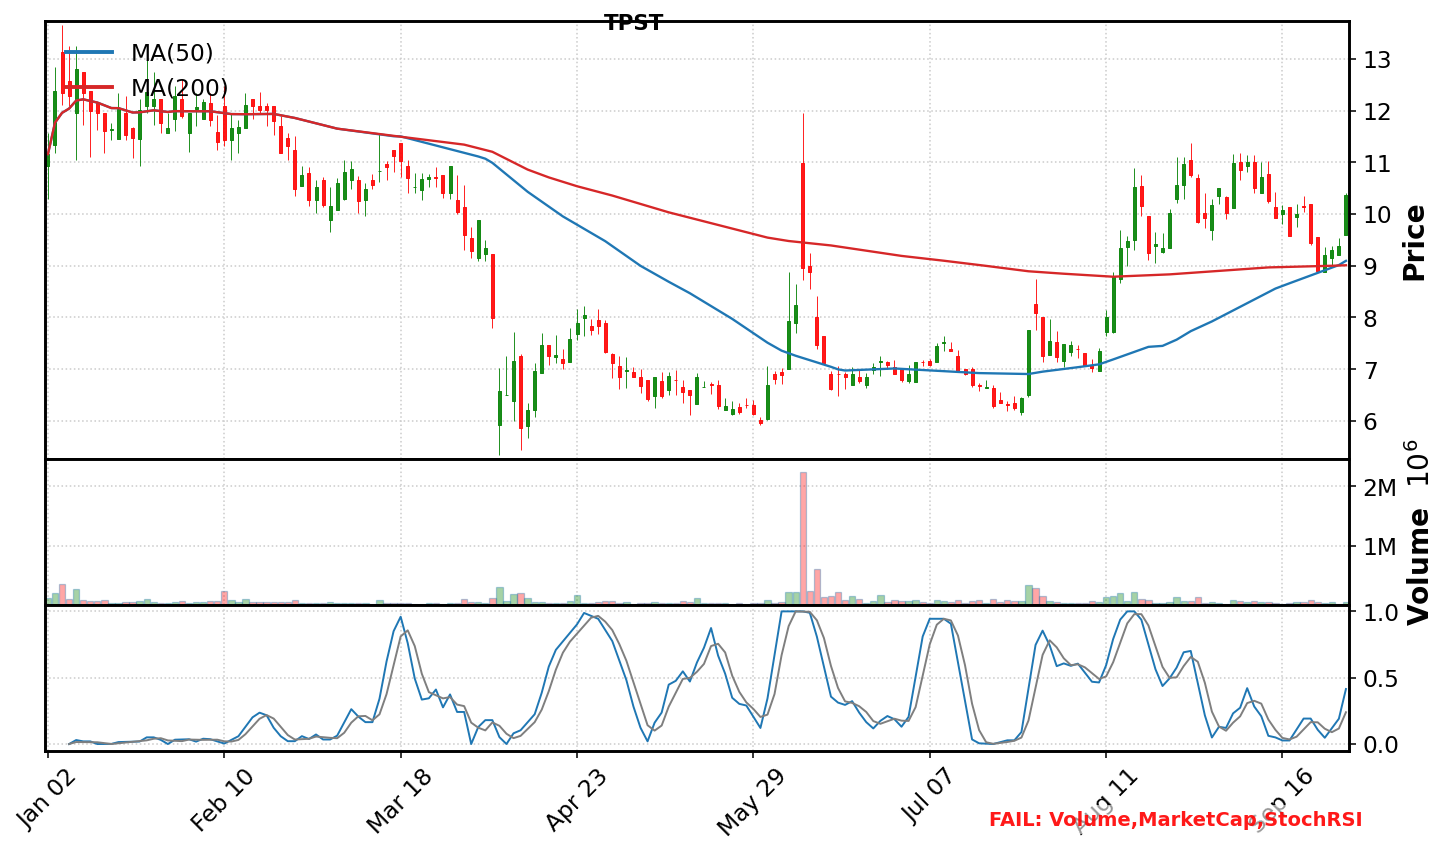 TPST
MA(50)
MA(200)
13
12
11
10
9
8
7
6
Price
10^6
2M
1M
Volume
1.0
0.5
0.0
Jan 02
Feb 10
Mar 18
Apr 23
May 29
Jul 07
Aug 11
Sep 16
FAIL: Volume,MarketCap,StochRSI